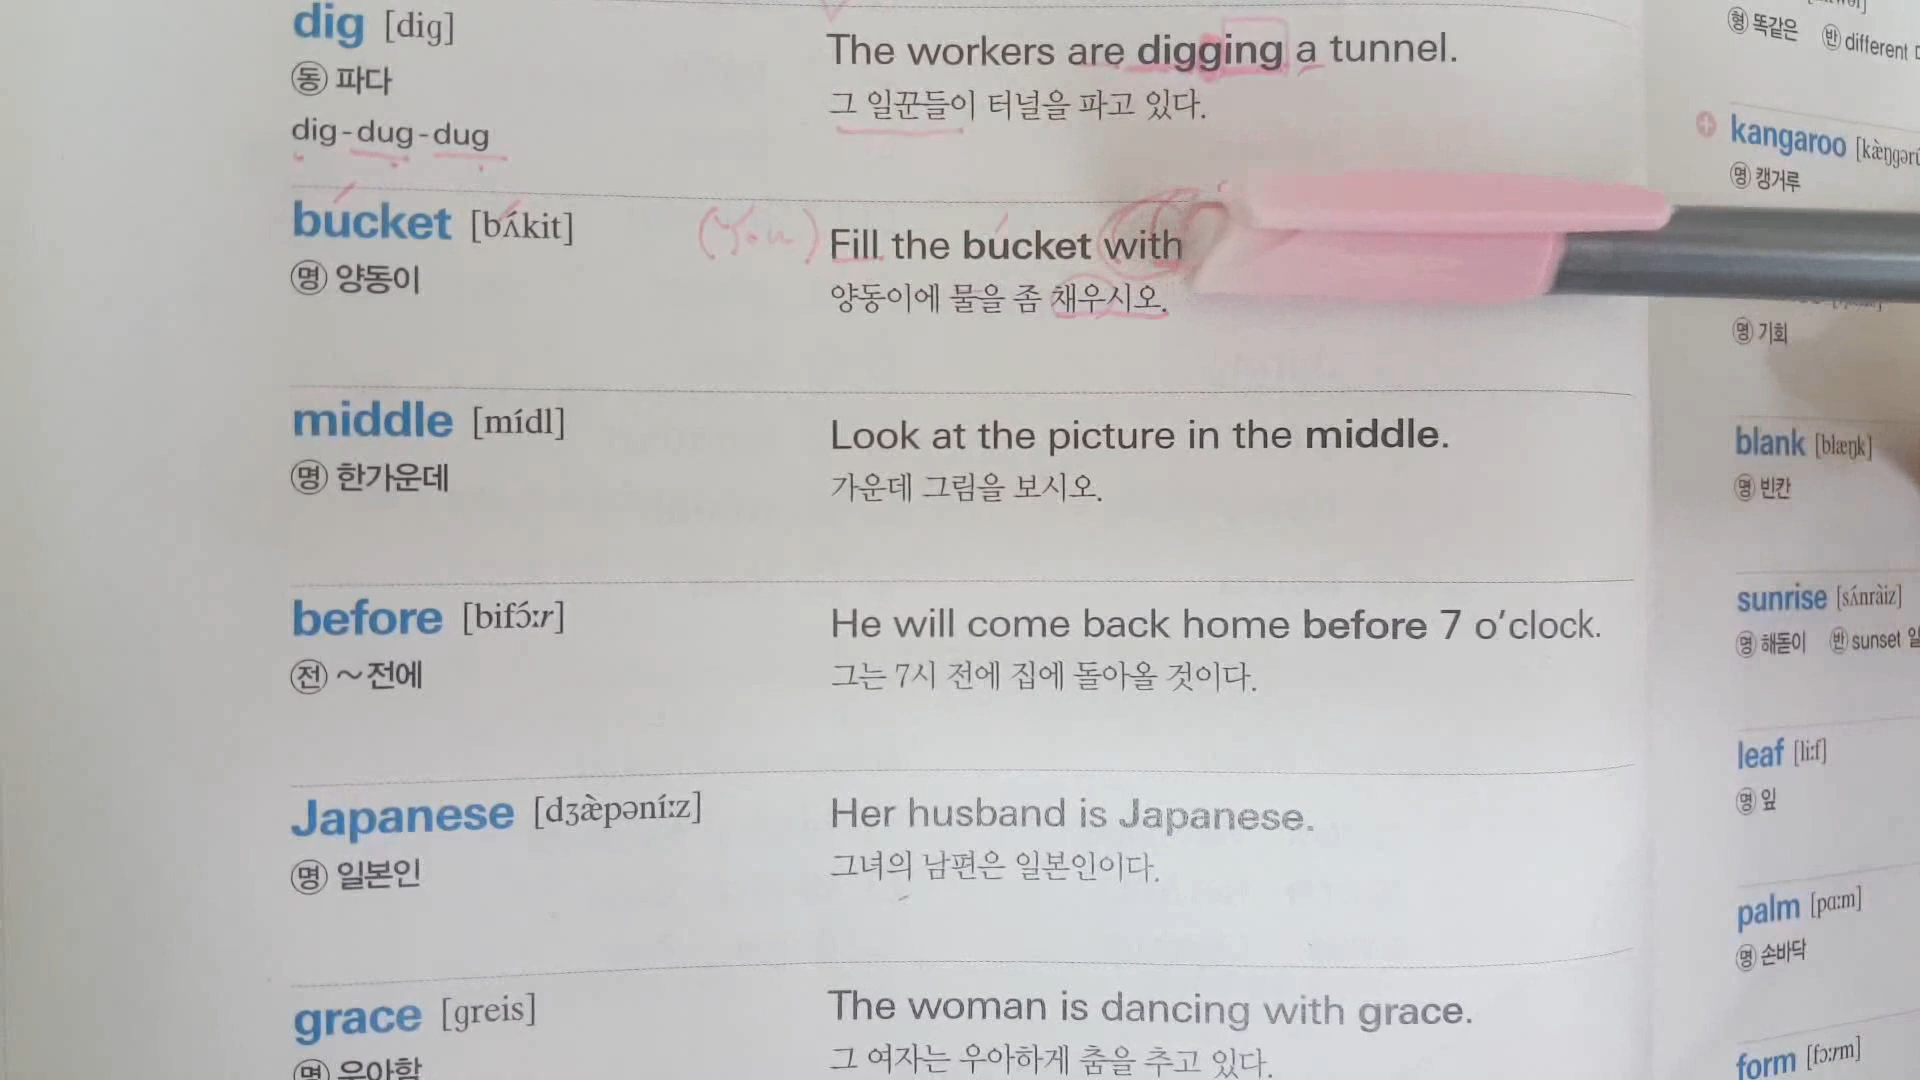 dig [dig]
The workers are digging a tunnel.
동 파다
그 일꾼들이 터널을 파고 있다.
dig-dug-dug
bucket [bʌ́kit]
(You) Fill the bucket with
명 양동이
양동이에 물을 좀 채우시오.
middle [mídl]
Look at the picture in the middle.
명 한가운데
가운데 그림을 보시오.
before [bifɔ́ːr]
He will come back home before 7 o'clock.
전 ~전에
그는 7시 전에 집에 돌아올 것이다.
Japanese [dʒæ̀pəníːz]
Her husband is Japanese.
명 일본인
그녀의 남편은 일본인이다.
grace [greis]
The woman is dancing with grace.
명 우아함
그 여자는 우아하게 춤을 추고 있다.
형 똑같은 반 different
kangaroo
명 캥거루
명 기회
blank [blæŋk]
명 빈칸
sunrise [sʌ́nràiz]
명 해돋이 반 sunset
leaf [liːf]
명 잎
palm [pɑːm]
명 손바닥
form [fɔːrm]